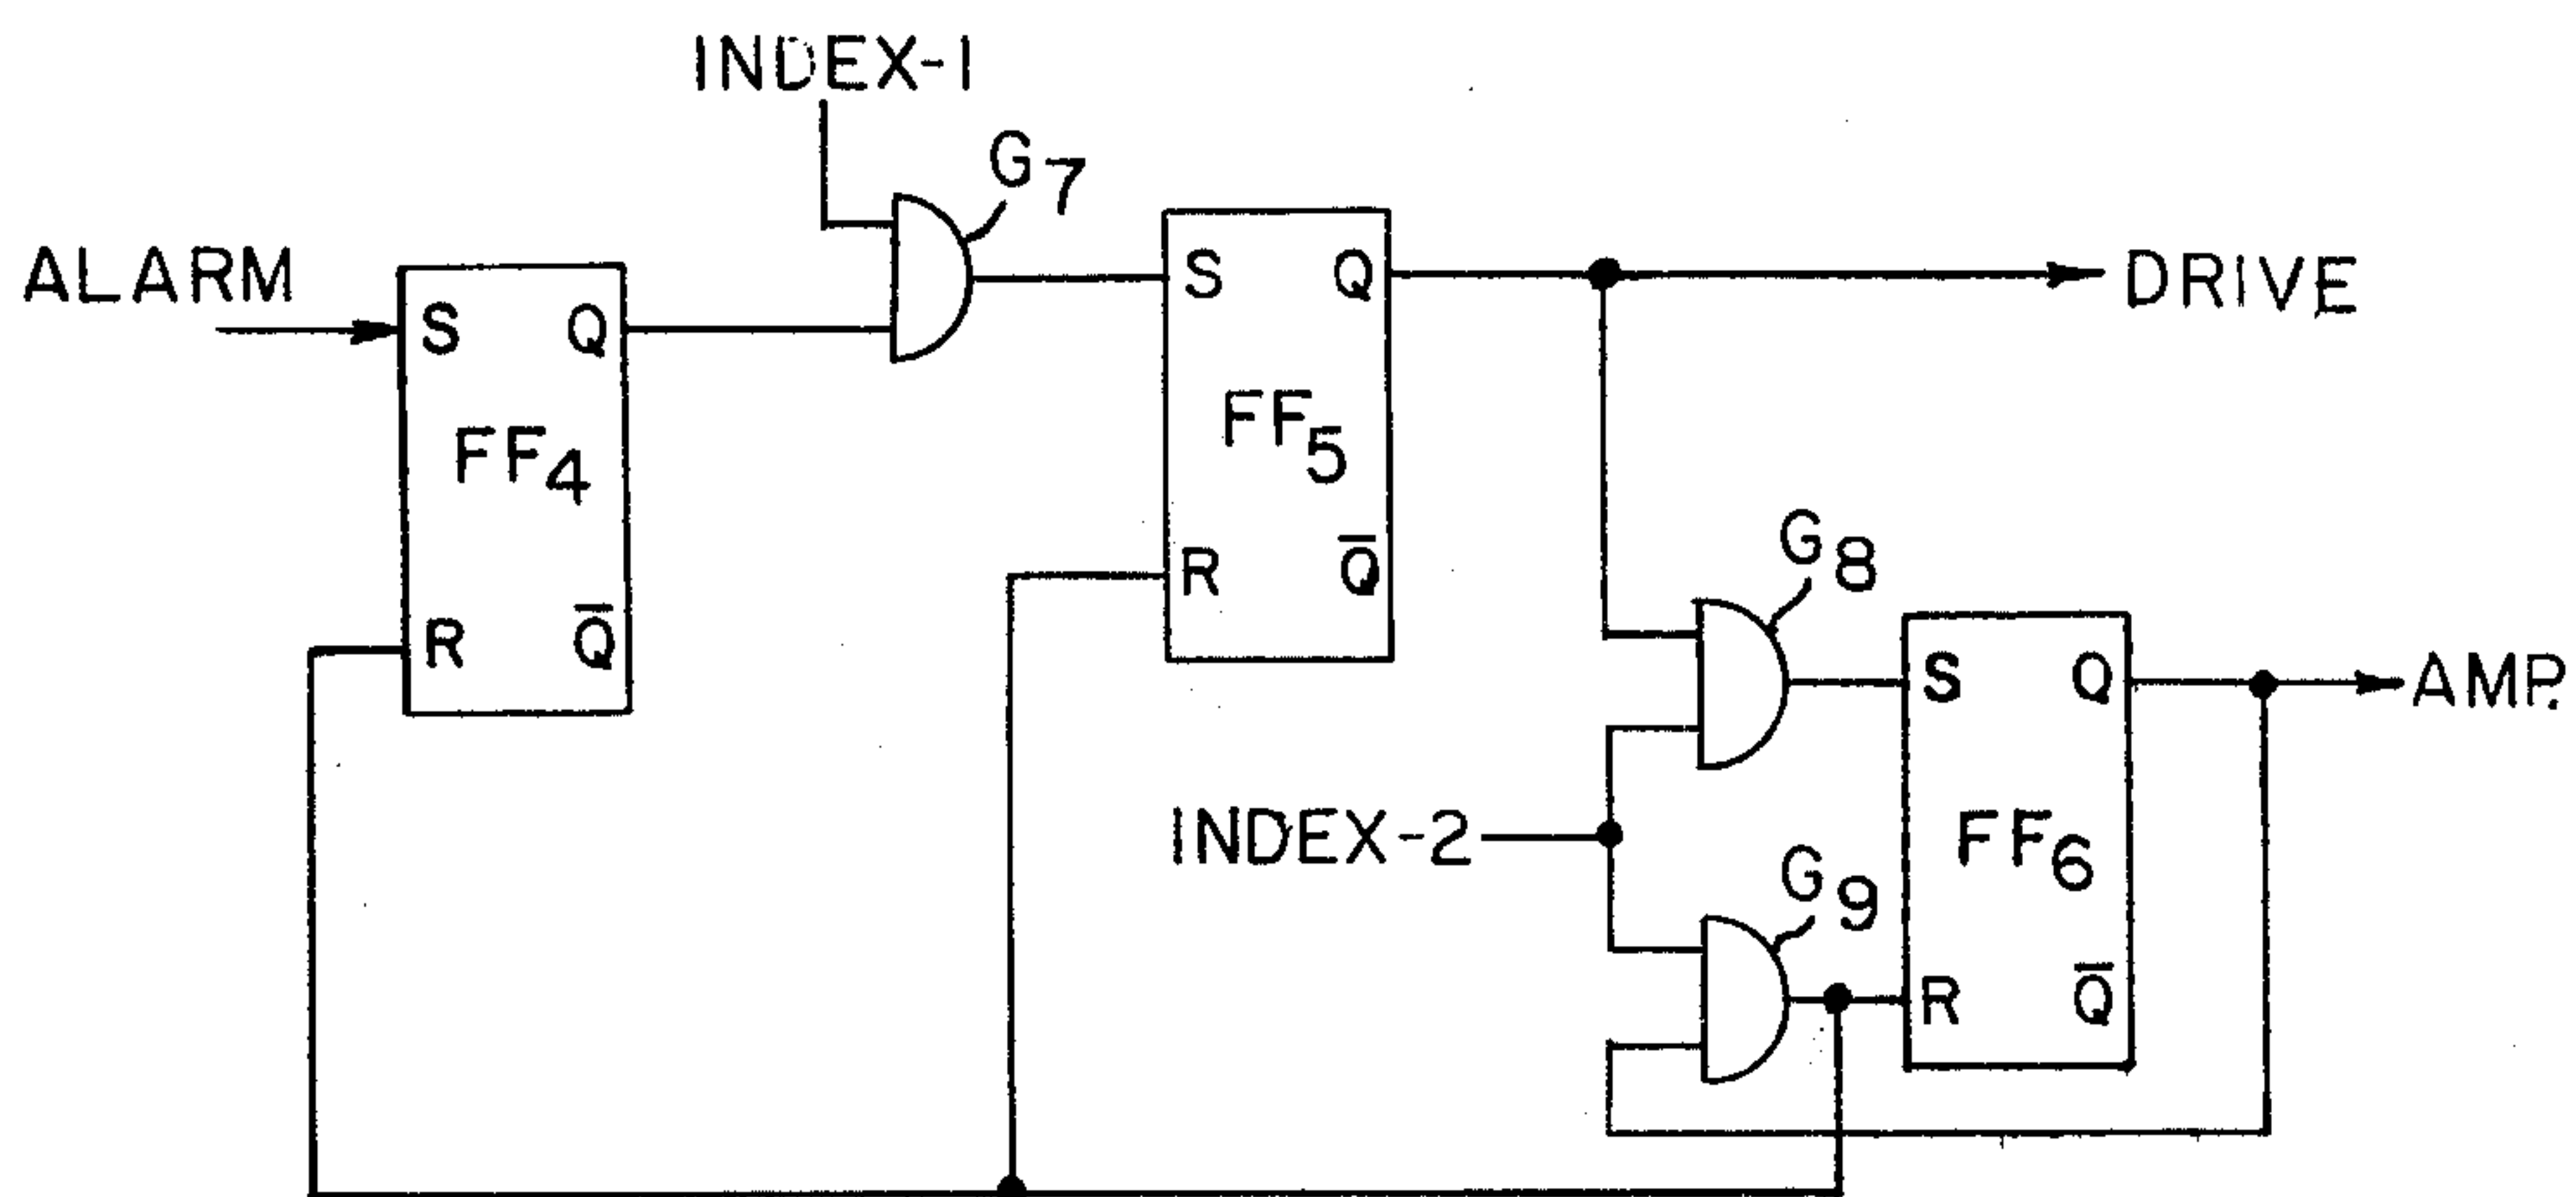 INDEX-1
G7
ALARM
S Q
FF4
R Q̅
S Q
FF5
R Q̅
DRIVE
G8
S Q
FF6
R Q̅
AMP.
INDEX-2
G9